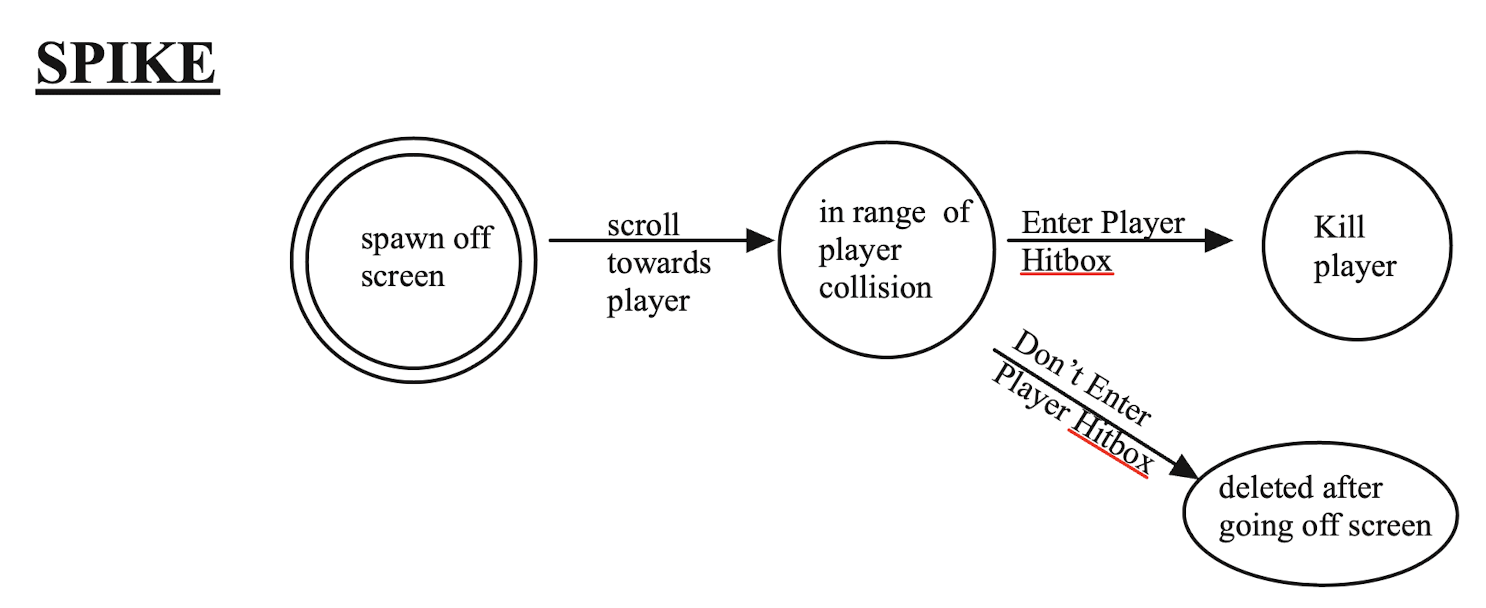 SPIKE
spawn off
screen
scroll
towards
player
in range of
player
collision
Enter Player
Hitbox
Kill
player
Don't Enter
Player Hitbox
deleted after
going off screen